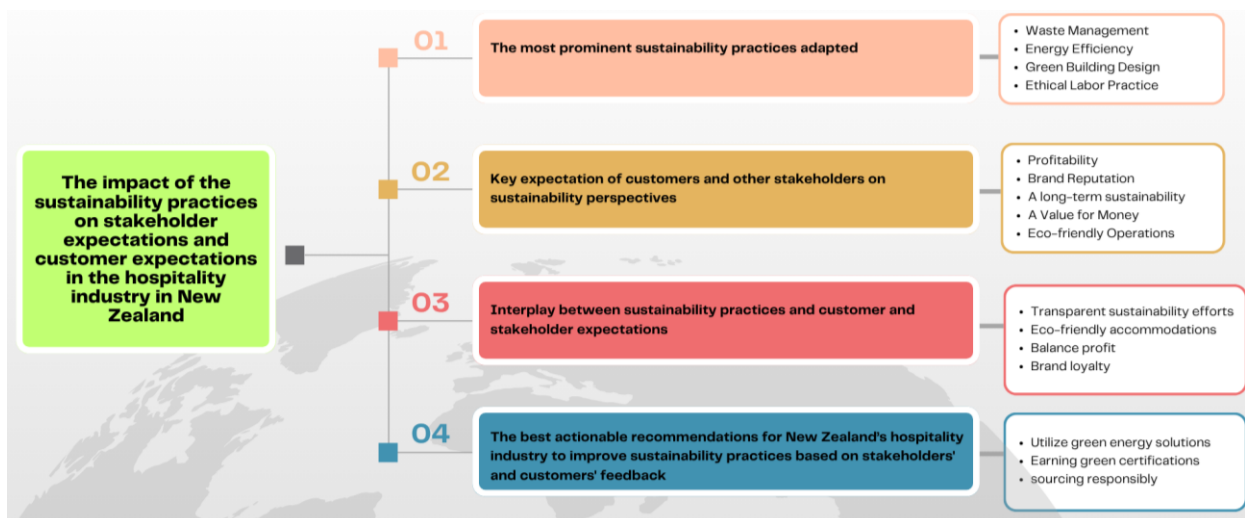 The impact of the
sustainability practices
on stakeholder
expectations and
customer expectations
in the hospitality
industry in New
Zealand
01
The most prominent sustainability practices adapted
• Waste Management
• Energy Efficiency
• Green Building Design
• Ethical Labor Practice
02
Key expectation of customers and other stakeholders on
sustainability perspectives
• Profitability
• Brand Reputation
• A long-term sustainability
• A Value for Money
• Eco-friendly Operations
03
Interplay between sustainability practices and customer and
stakeholder expectations
• Transparent sustainability efforts
• Eco-friendly accommodations
• Balance profit
• Brand loyalty
04
The best actionable recommendations for New Zealand's hospitality
industry to improve sustainability practices based on stakeholders'
and customers' feedback
• Utilize green energy solutions
• Earning green certifications
• sourcing responsibly